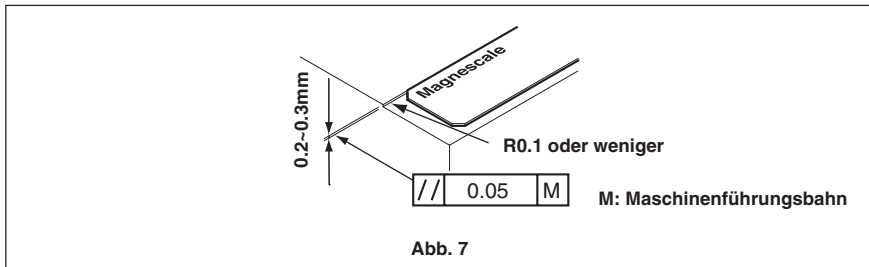 Magnescale
0.2~0.3mm
R0.1 oder weniger
// 0.05 M
M: Maschinenführungsbahn
Abb. 7